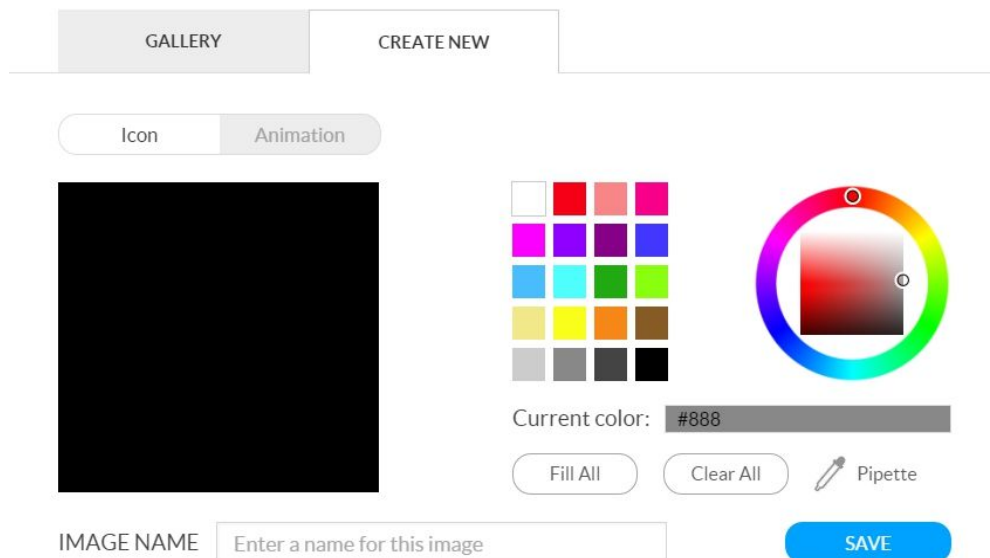 GALLERY CREATE NEW
Icon Animation
Current color: #888
Fill All Clear All Pipette
IMAGE NAME Enter a name for this image SAVE